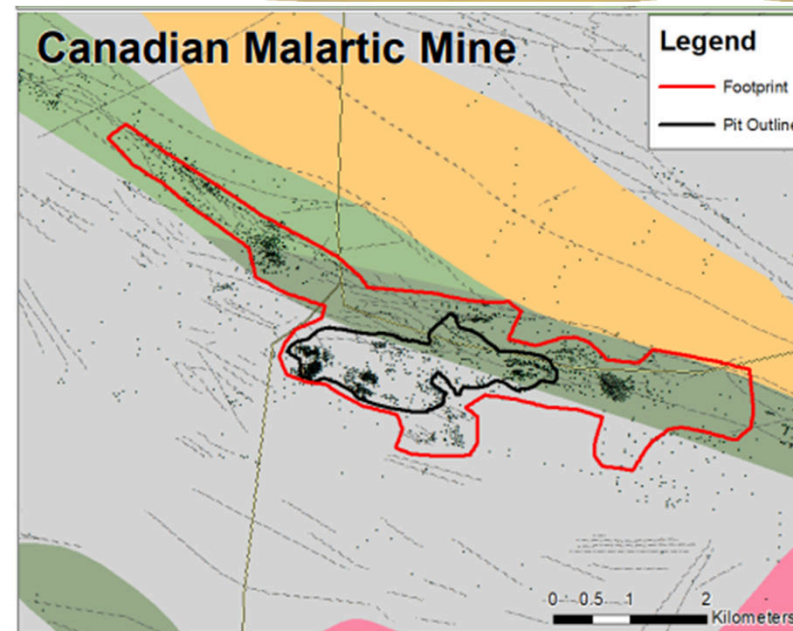 Canadian Malartic Mine
Legend
Footprint
Pit Outline
0 0.5 1 2
Kilometers